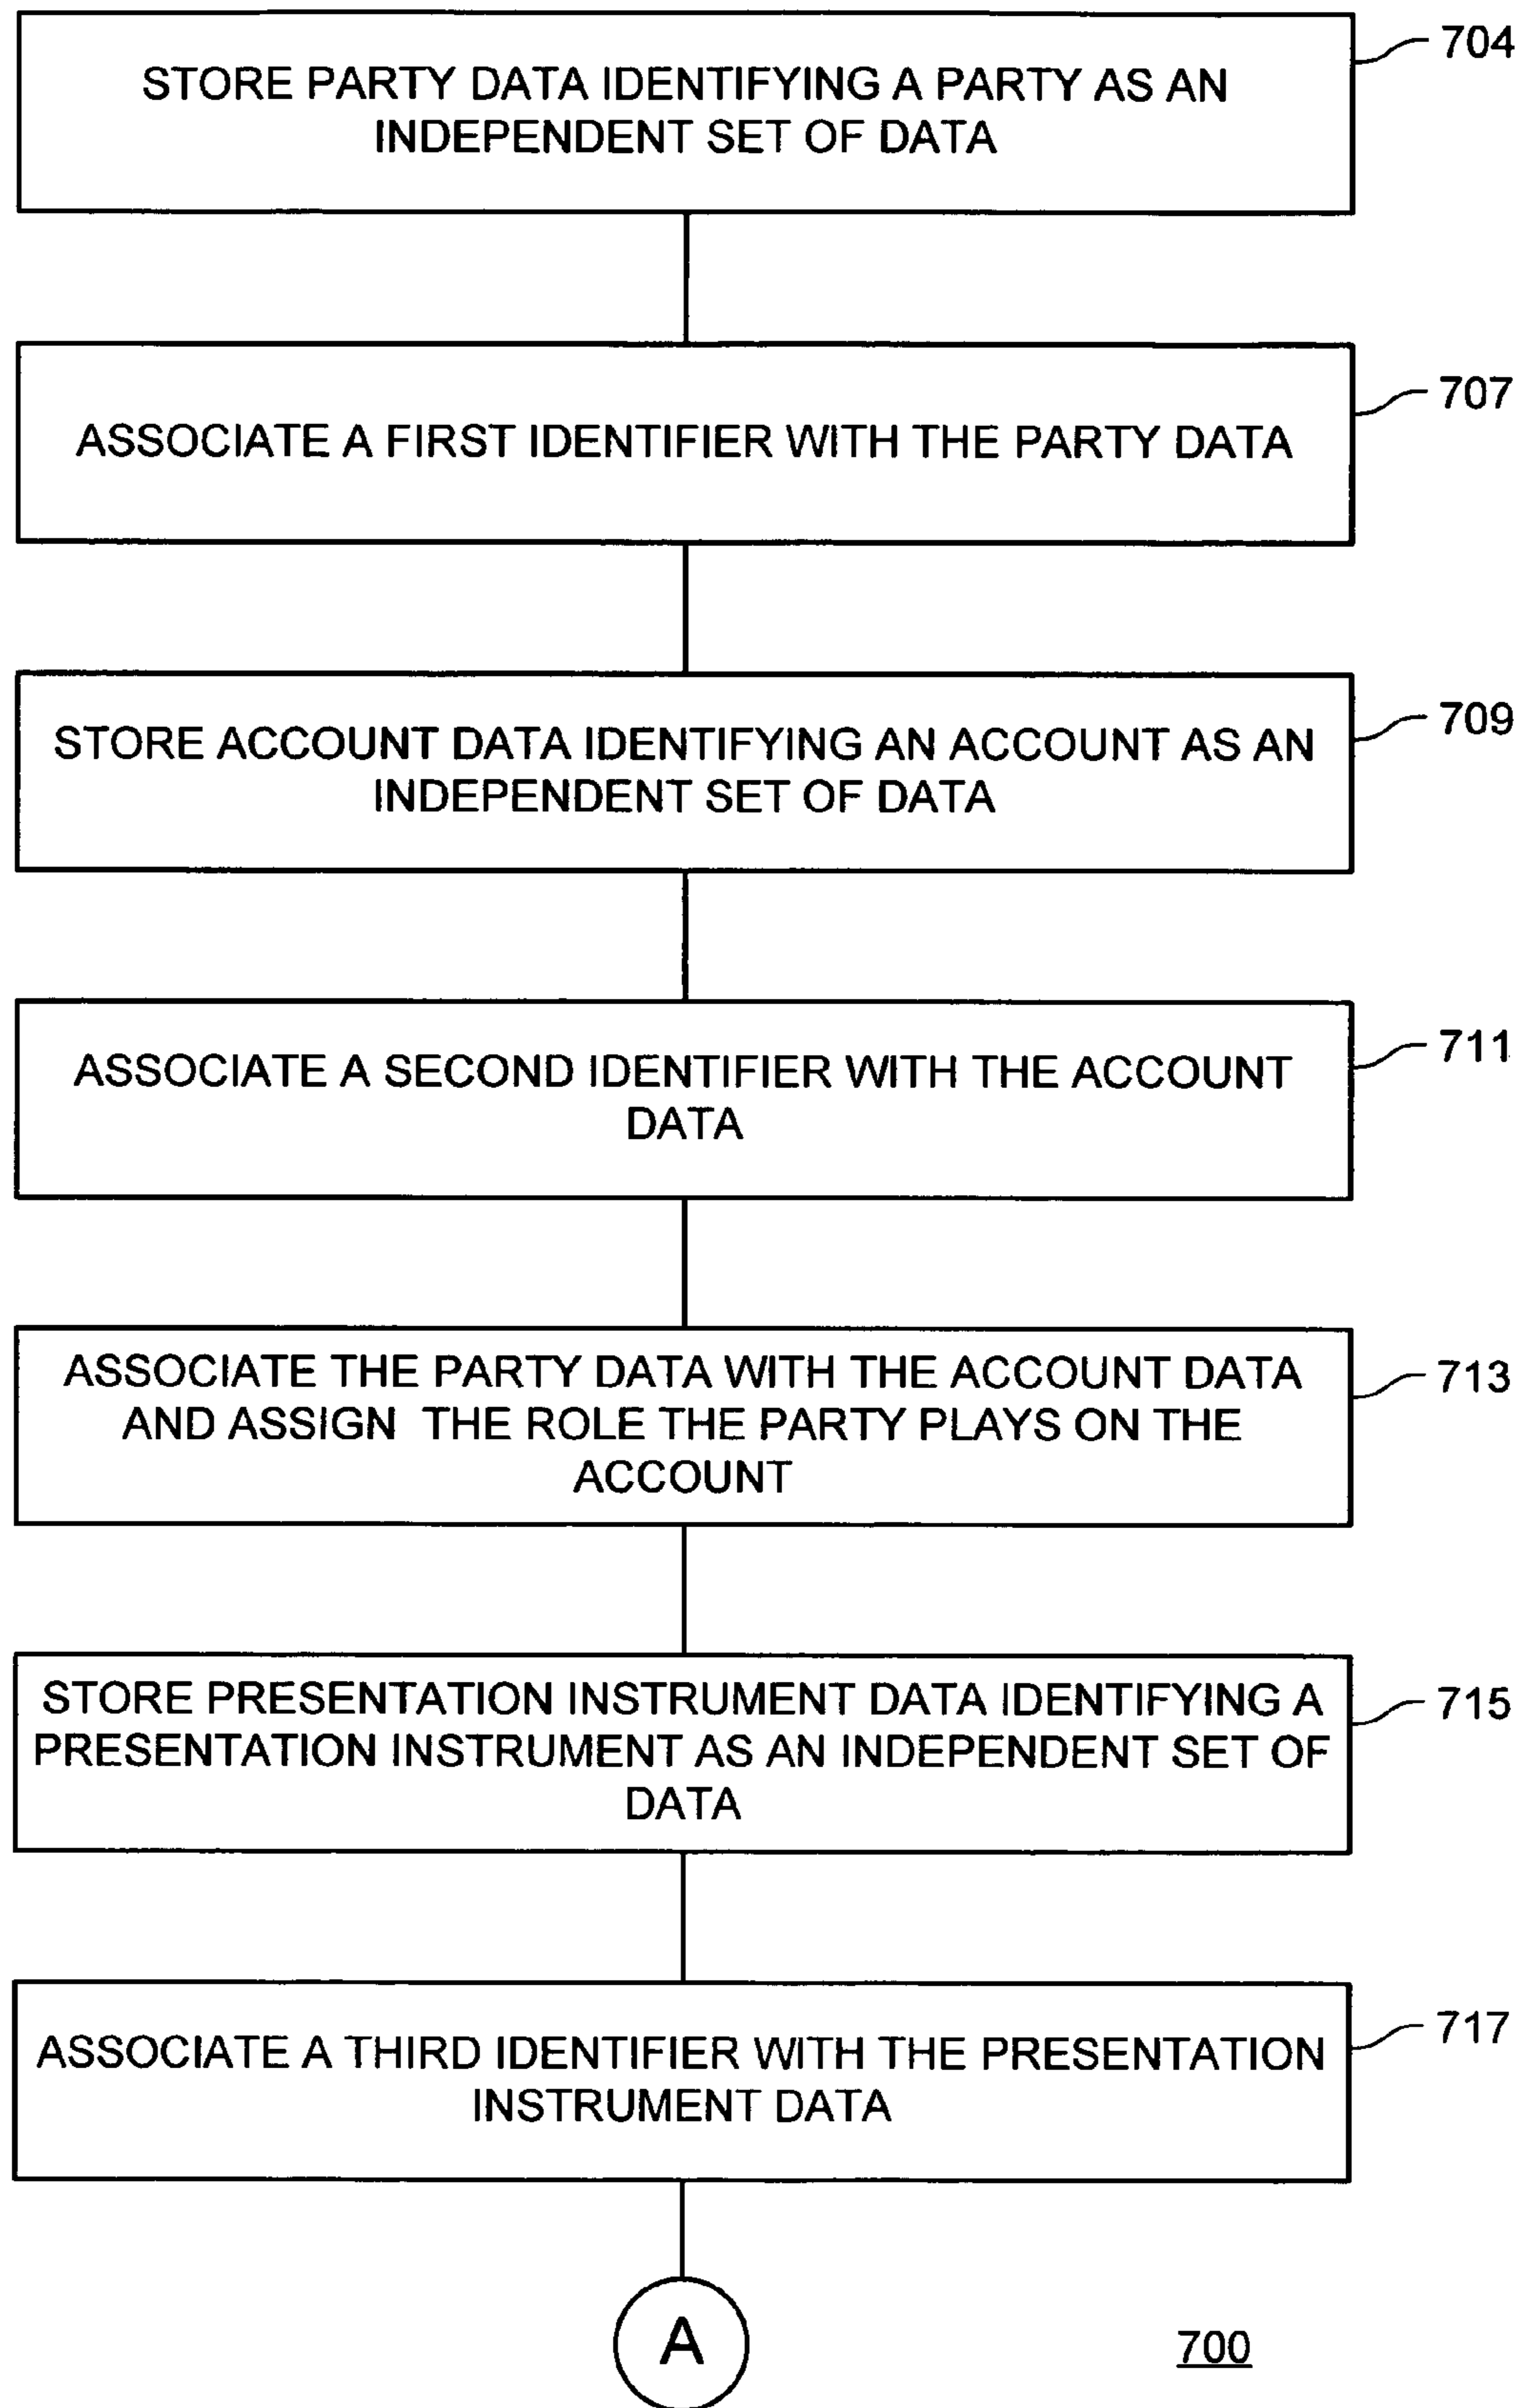 704
STORE PARTY DATA IDENTIFYING A PARTY AS AN
INDEPENDENT SET OF DATA
707
ASSOCIATE A FIRST IDENTIFIER WITH THE PARTY DATA
709
STORE ACCOUNT DATA IDENTIFYING AN ACCOUNT AS AN
INDEPENDENT SET OF DATA
711
ASSOCIATE A SECOND IDENTIFIER WITH THE ACCOUNT
DATA
713
ASSOCIATE THE PARTY DATA WITH THE ACCOUNT DATA
AND ASSIGN THE ROLE THE PARTY PLAYS ON THE
ACCOUNT
715
STORE PRESENTATION INSTRUMENT DATA IDENTIFYING A
PRESENTATION INSTRUMENT AS AN INDEPENDENT SET OF
DATA
717
ASSOCIATE A THIRD IDENTIFIER WITH THE PRESENTATION
INSTRUMENT DATA
A
700